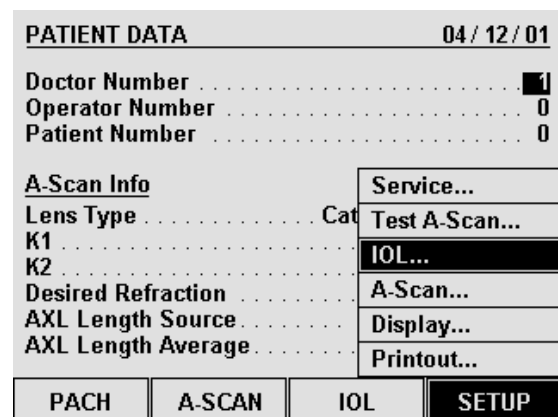 PATIENT DATA 04/12/01
Doctor Number . . . . . . . . . . . . . . . . . . . . . . . . 1
Operator Number . . . . . . . . . . . . . . . . . . . . . . 0
Patient Number . . . . . . . . . . . . . . . . . . . . . . . 0
A-Scan Info
Service...
Lens Type . . . . . . . . . . . . Cat
Test A-Scan...
K1 . . . . . . . . . . . . . . . . . . .
IOL...
K2 . . . . . . . . . . . . . . . . . . .
Desired Refraction . . . . . . . .
A-Scan...
AXL Length Source . . . . . . . .
Display...
AXL Length Average . . . . . . .
Printout...
PACH A-SCAN IOL SETUP